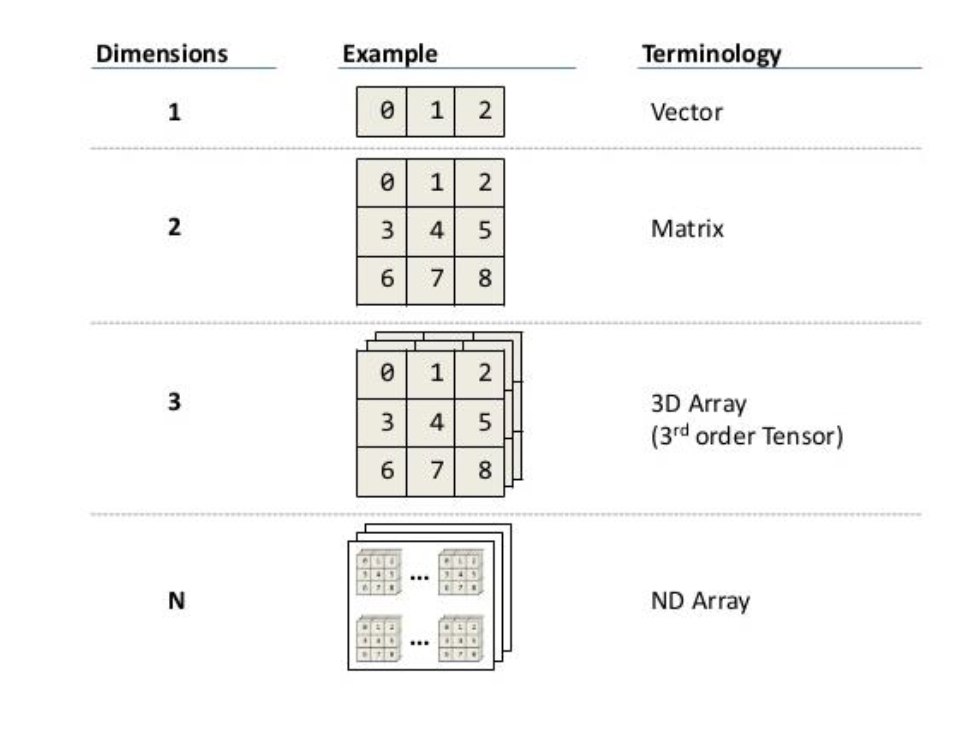 Dimensions Example Terminology
1 0 1 2 Vector
0 1 2
2 3 4 5 Matrix
6 7 8
0 1 2
3 3 4 5 3D Array
(3rd order Tensor)
6 7 8
N ... ND Array
...